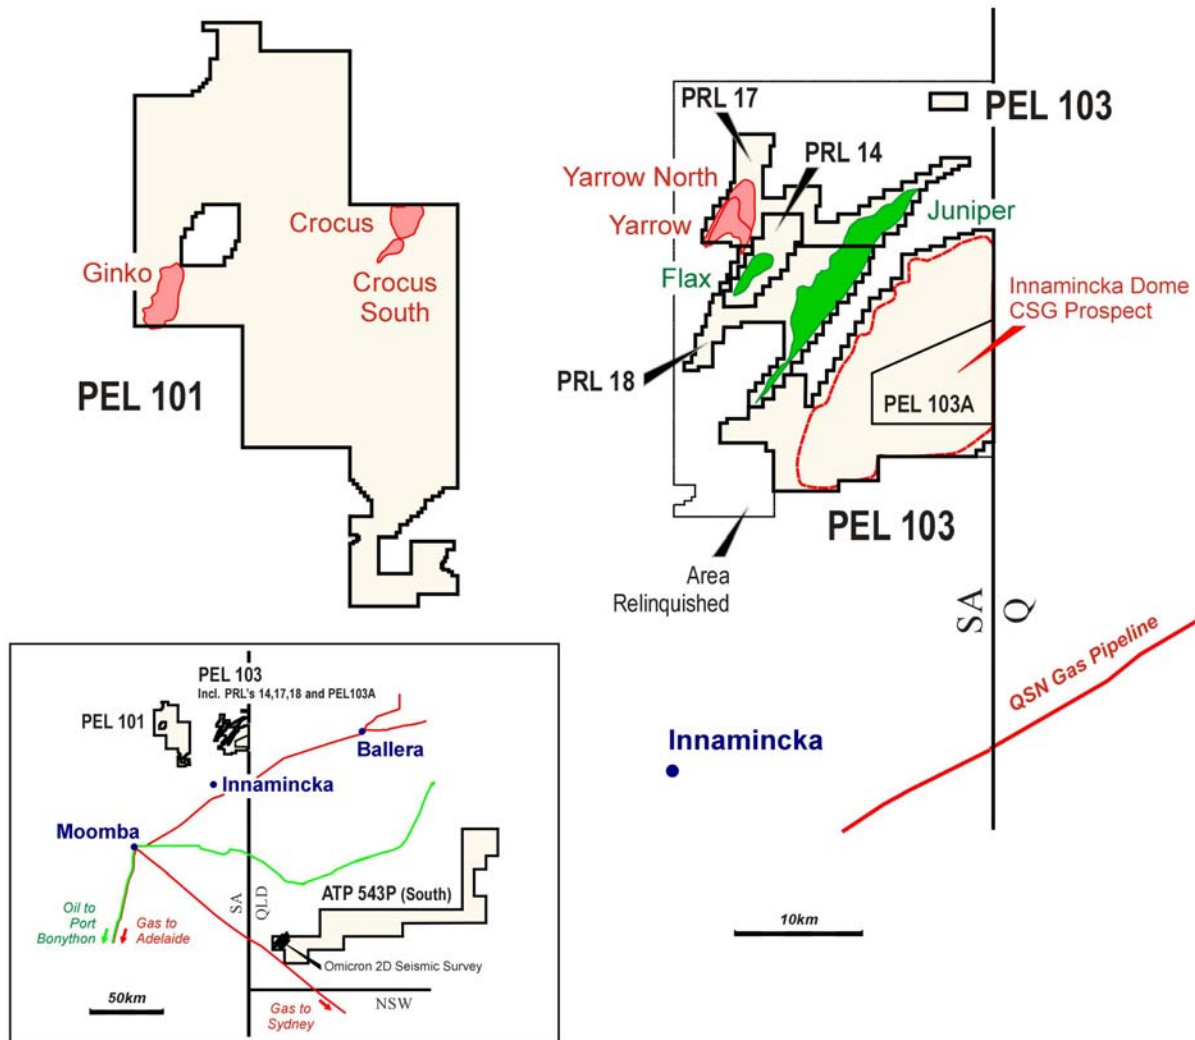 PEL 103
PRL 17
PRL 14
Yarrow North
Yarrow
Juniper
Crocus
Ginko
Crocus
South
Flax
Innamincka Dome
CSG Prospect
PEL 101
PRL 18
PEL 103A
PEL 103
Area
Relinquished
SA
Q
QSN Gas Pipeline
Innamincka
10km
PEL 103
Incl. PRL's 14,17,18 and PEL103A
PEL 101
Ballera
Innamincka
Moomba
SA
QLD
ATP 543P (South)
Oil to
Port
Bonython
Gas to
Adelaide
Omicron 2D Seismic Survey
50km
NSW
Gas to
Sydney